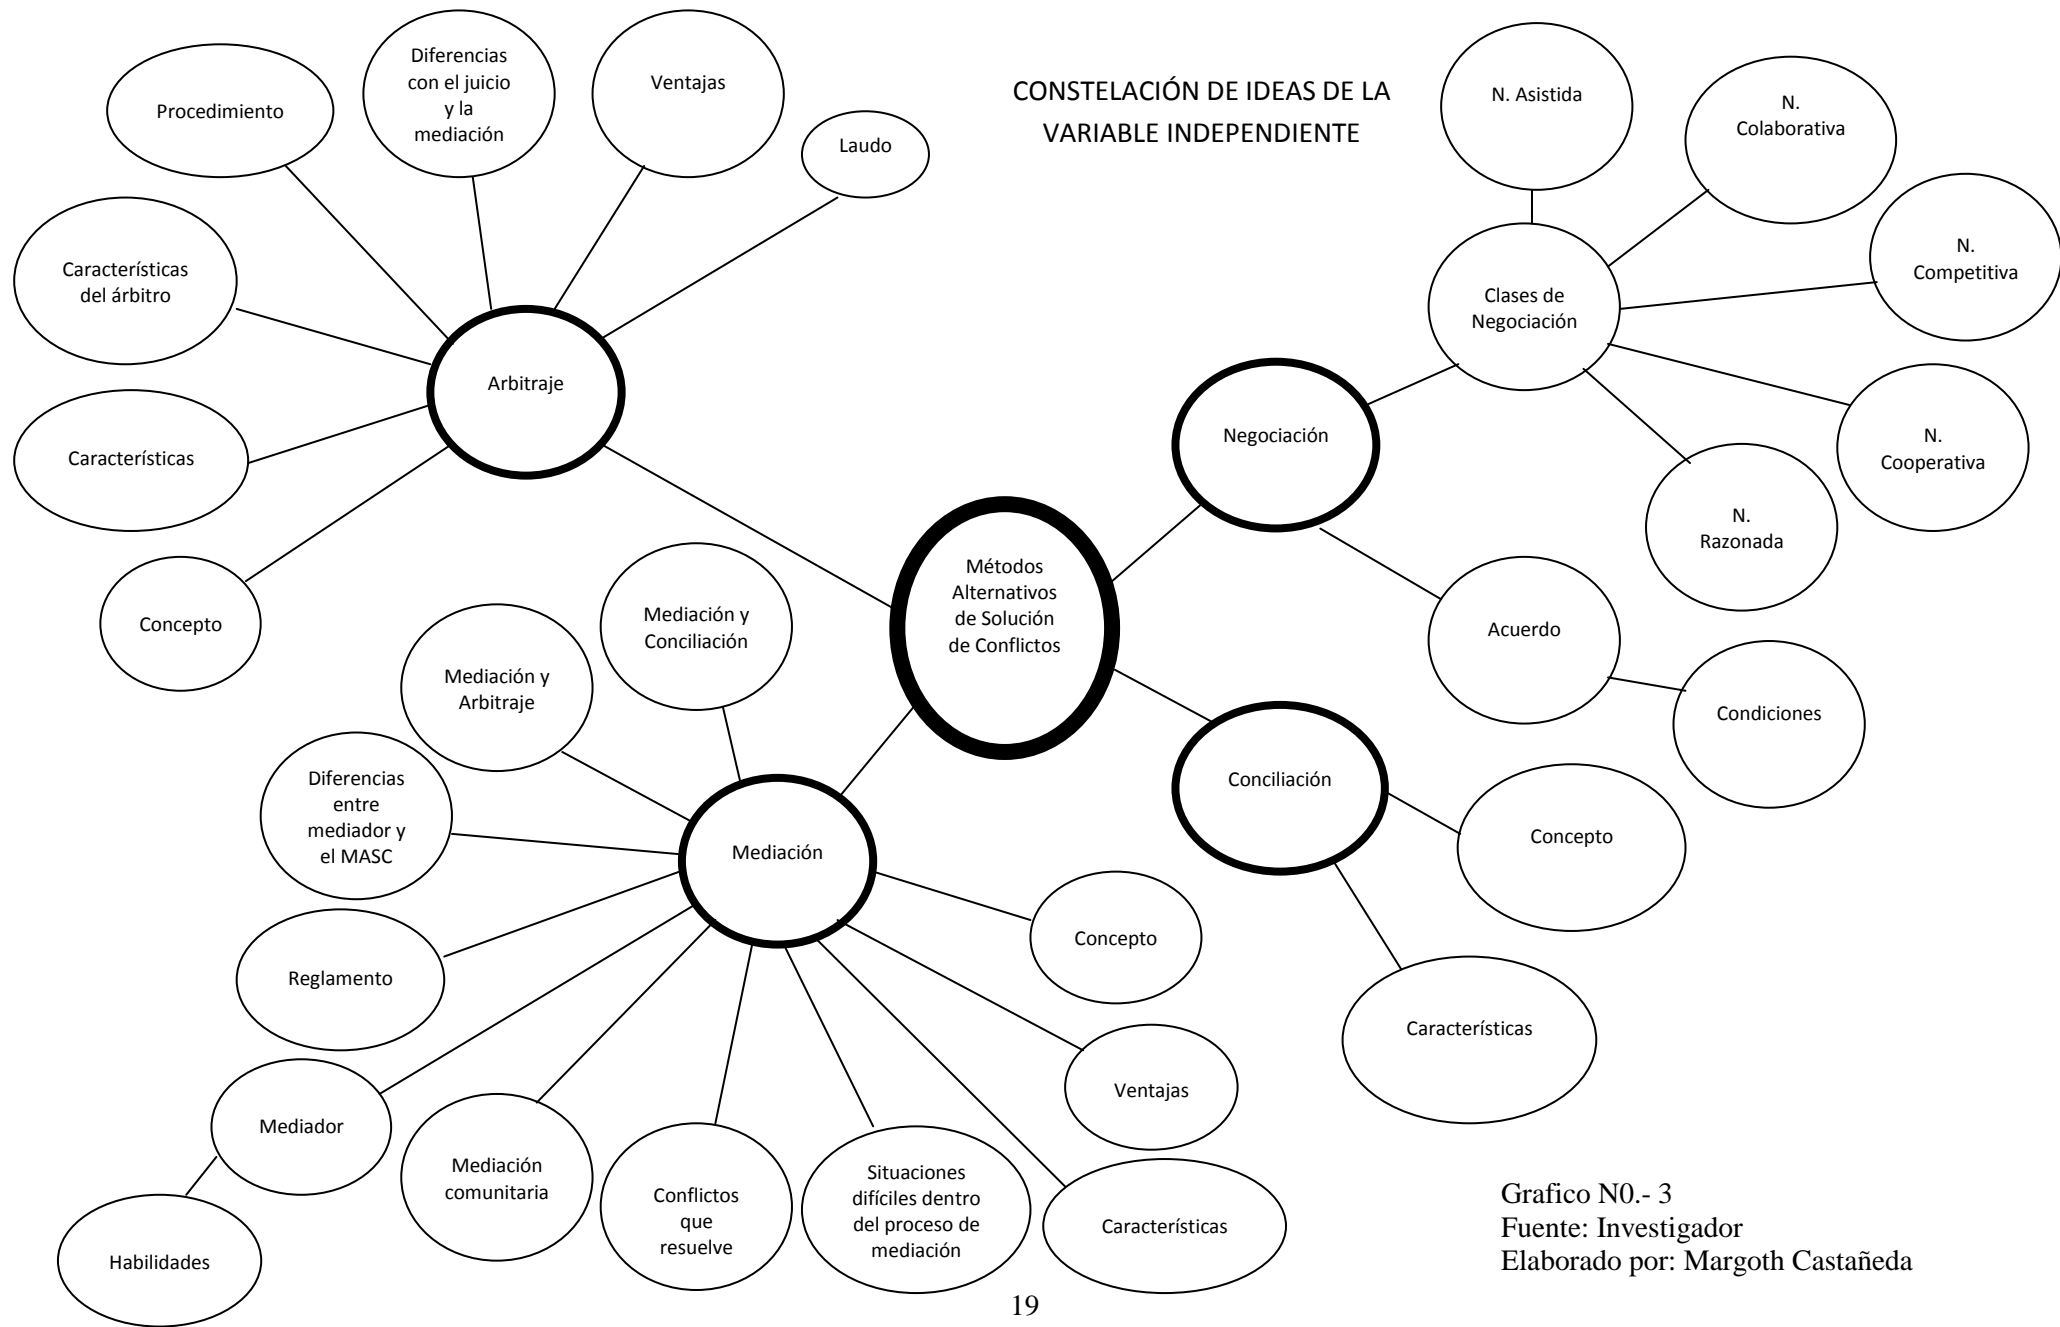 CONSTELACIÓN DE IDEAS DE LA
VARIABLE INDEPENDIENTE
Procedimiento
Diferencias
con el juicio
y la
mediación
Ventajas
Laudo
Características
del árbitro
Arbitraje
Características
Concepto
N. Asistida
N.
Colaborativa
N.
Competitiva
Clases de
Negociación
N.
Cooperativa
N.
Razonada
Negociación
Acuerdo
Condiciones
Métodos
Alternativos
de Solución
de Conflictos
Conciliación
Concepto
Características
Mediación y
Conciliación
Mediación y
Arbitraje
Diferencias
entre
mediador y
el MASC
Mediación
Reglamento
Mediador
Habilidades
Mediación
comunitaria
Conflictos
que
resuelve
Situaciones
difíciles dentro
del proceso de
mediación
Características
Ventajas
Concepto
Grafico N0.- 3
Fuente: Investigador
Elaborado por: Margoth Castañeda
19